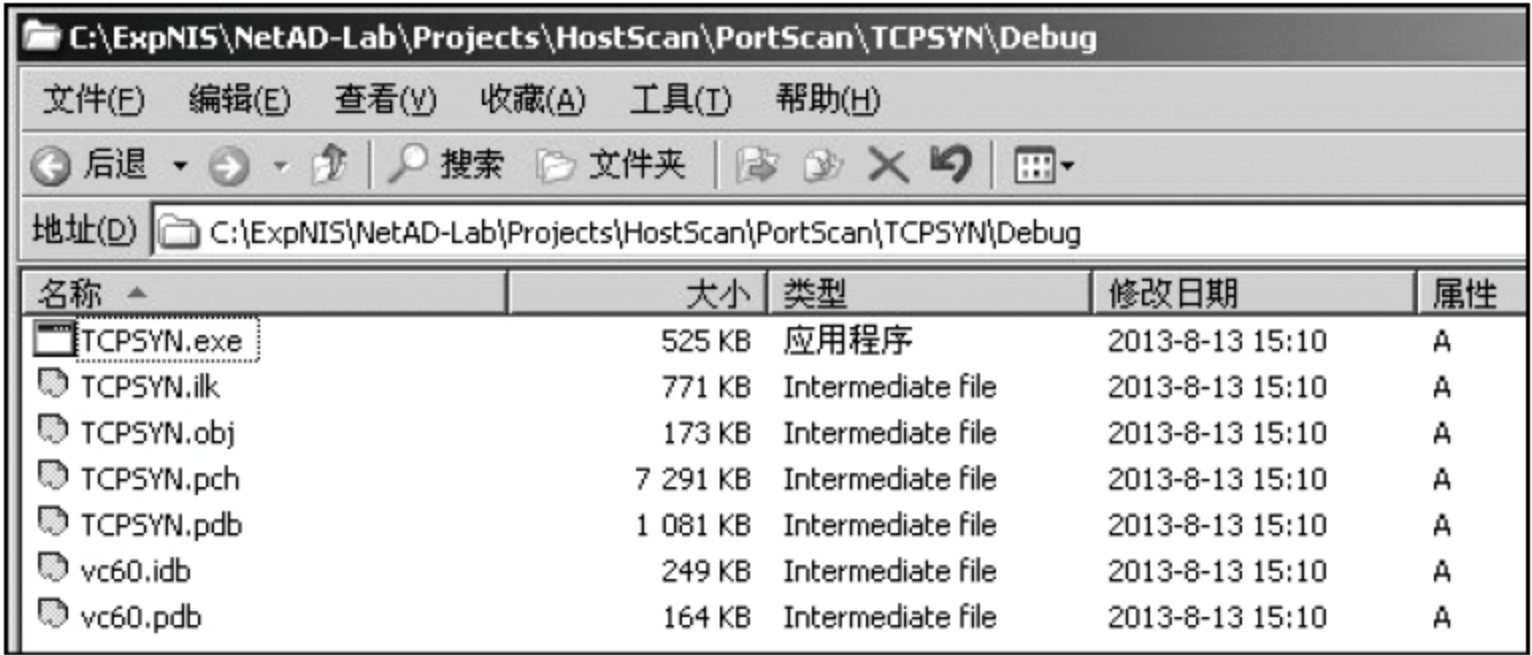 C:\ExpNIS\NetAD-Lab\Projects\HostScan\PortScan\TCPSYN\Debug
文件(F) 编辑(E) 查看(V) 收藏(A) 工具(T) 帮助(H)
后退 搜索 文件夹
地址(D) C:\ExpNIS\NetAD-Lab\Projects\HostScan\PortScan\TCPSYN\Debug
名称 大小 类型 修改日期 属性
TCPSYN.exe 525 KB 应用程序 2013-8-13 15:10 A
TCPSYN.ilk 771 KB Intermediate file 2013-8-13 15:10 A
TCPSYN.obj 173 KB Intermediate file 2013-8-13 15:10 A
TCPSYN.pch 7 291 KB Intermediate file 2013-8-13 15:10 A
TCPSYN.pdb 1 081 KB Intermediate file 2013-8-13 15:10 A
vc60.idb 249 KB Intermediate file 2013-8-13 15:10 A
vc60.pdb 164 KB Intermediate file 2013-8-13 15:10 A